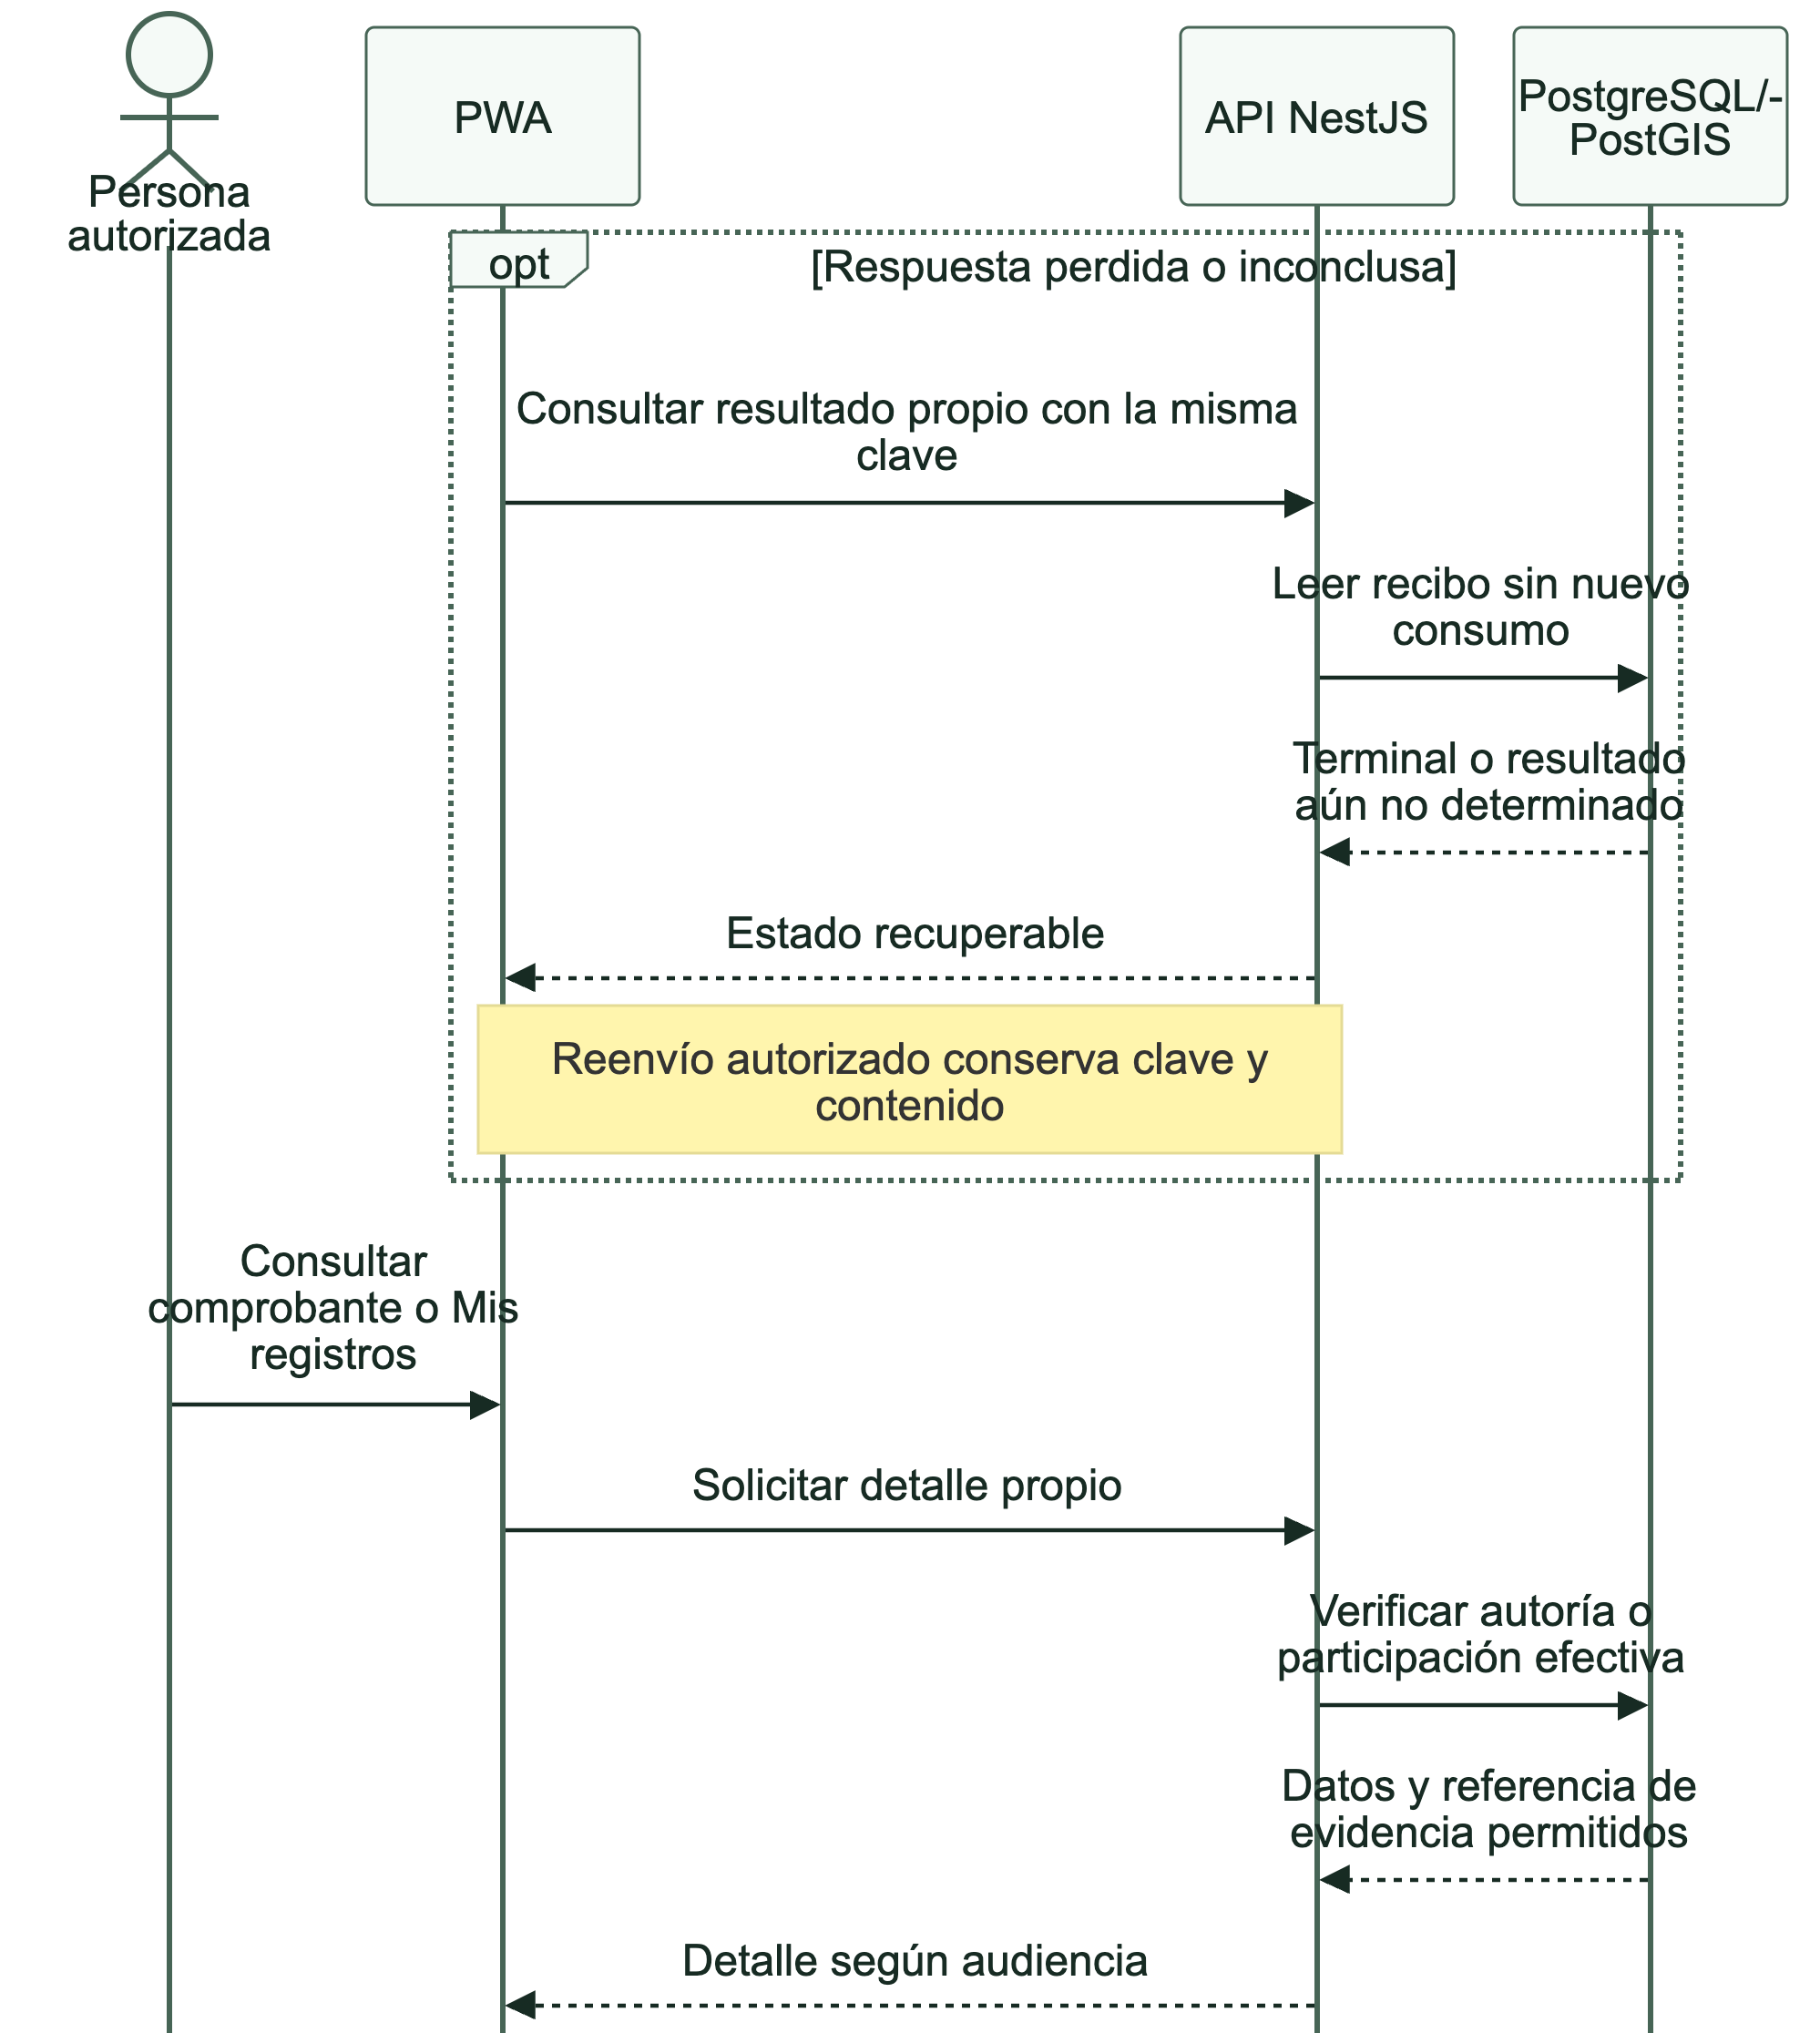 Persona
autorizada
PWA
API NestJS
PostgreSQL/-
PostGIS
opt
[Respuesta perdida o inconclusa]
Consultar resultado propio con la misma
clave
Leer recibo sin nuevo
consumo
Terminal o resultado
aún no determinado
Estado recuperable
Reenvío autorizado conserva clave y
contenido
Consultar
comprobante o Mis
registros
Solicitar detalle propio
Verificar autoría o
participación efectiva
Datos y referencia de
evidencia permitidos
Detalle según audiencia